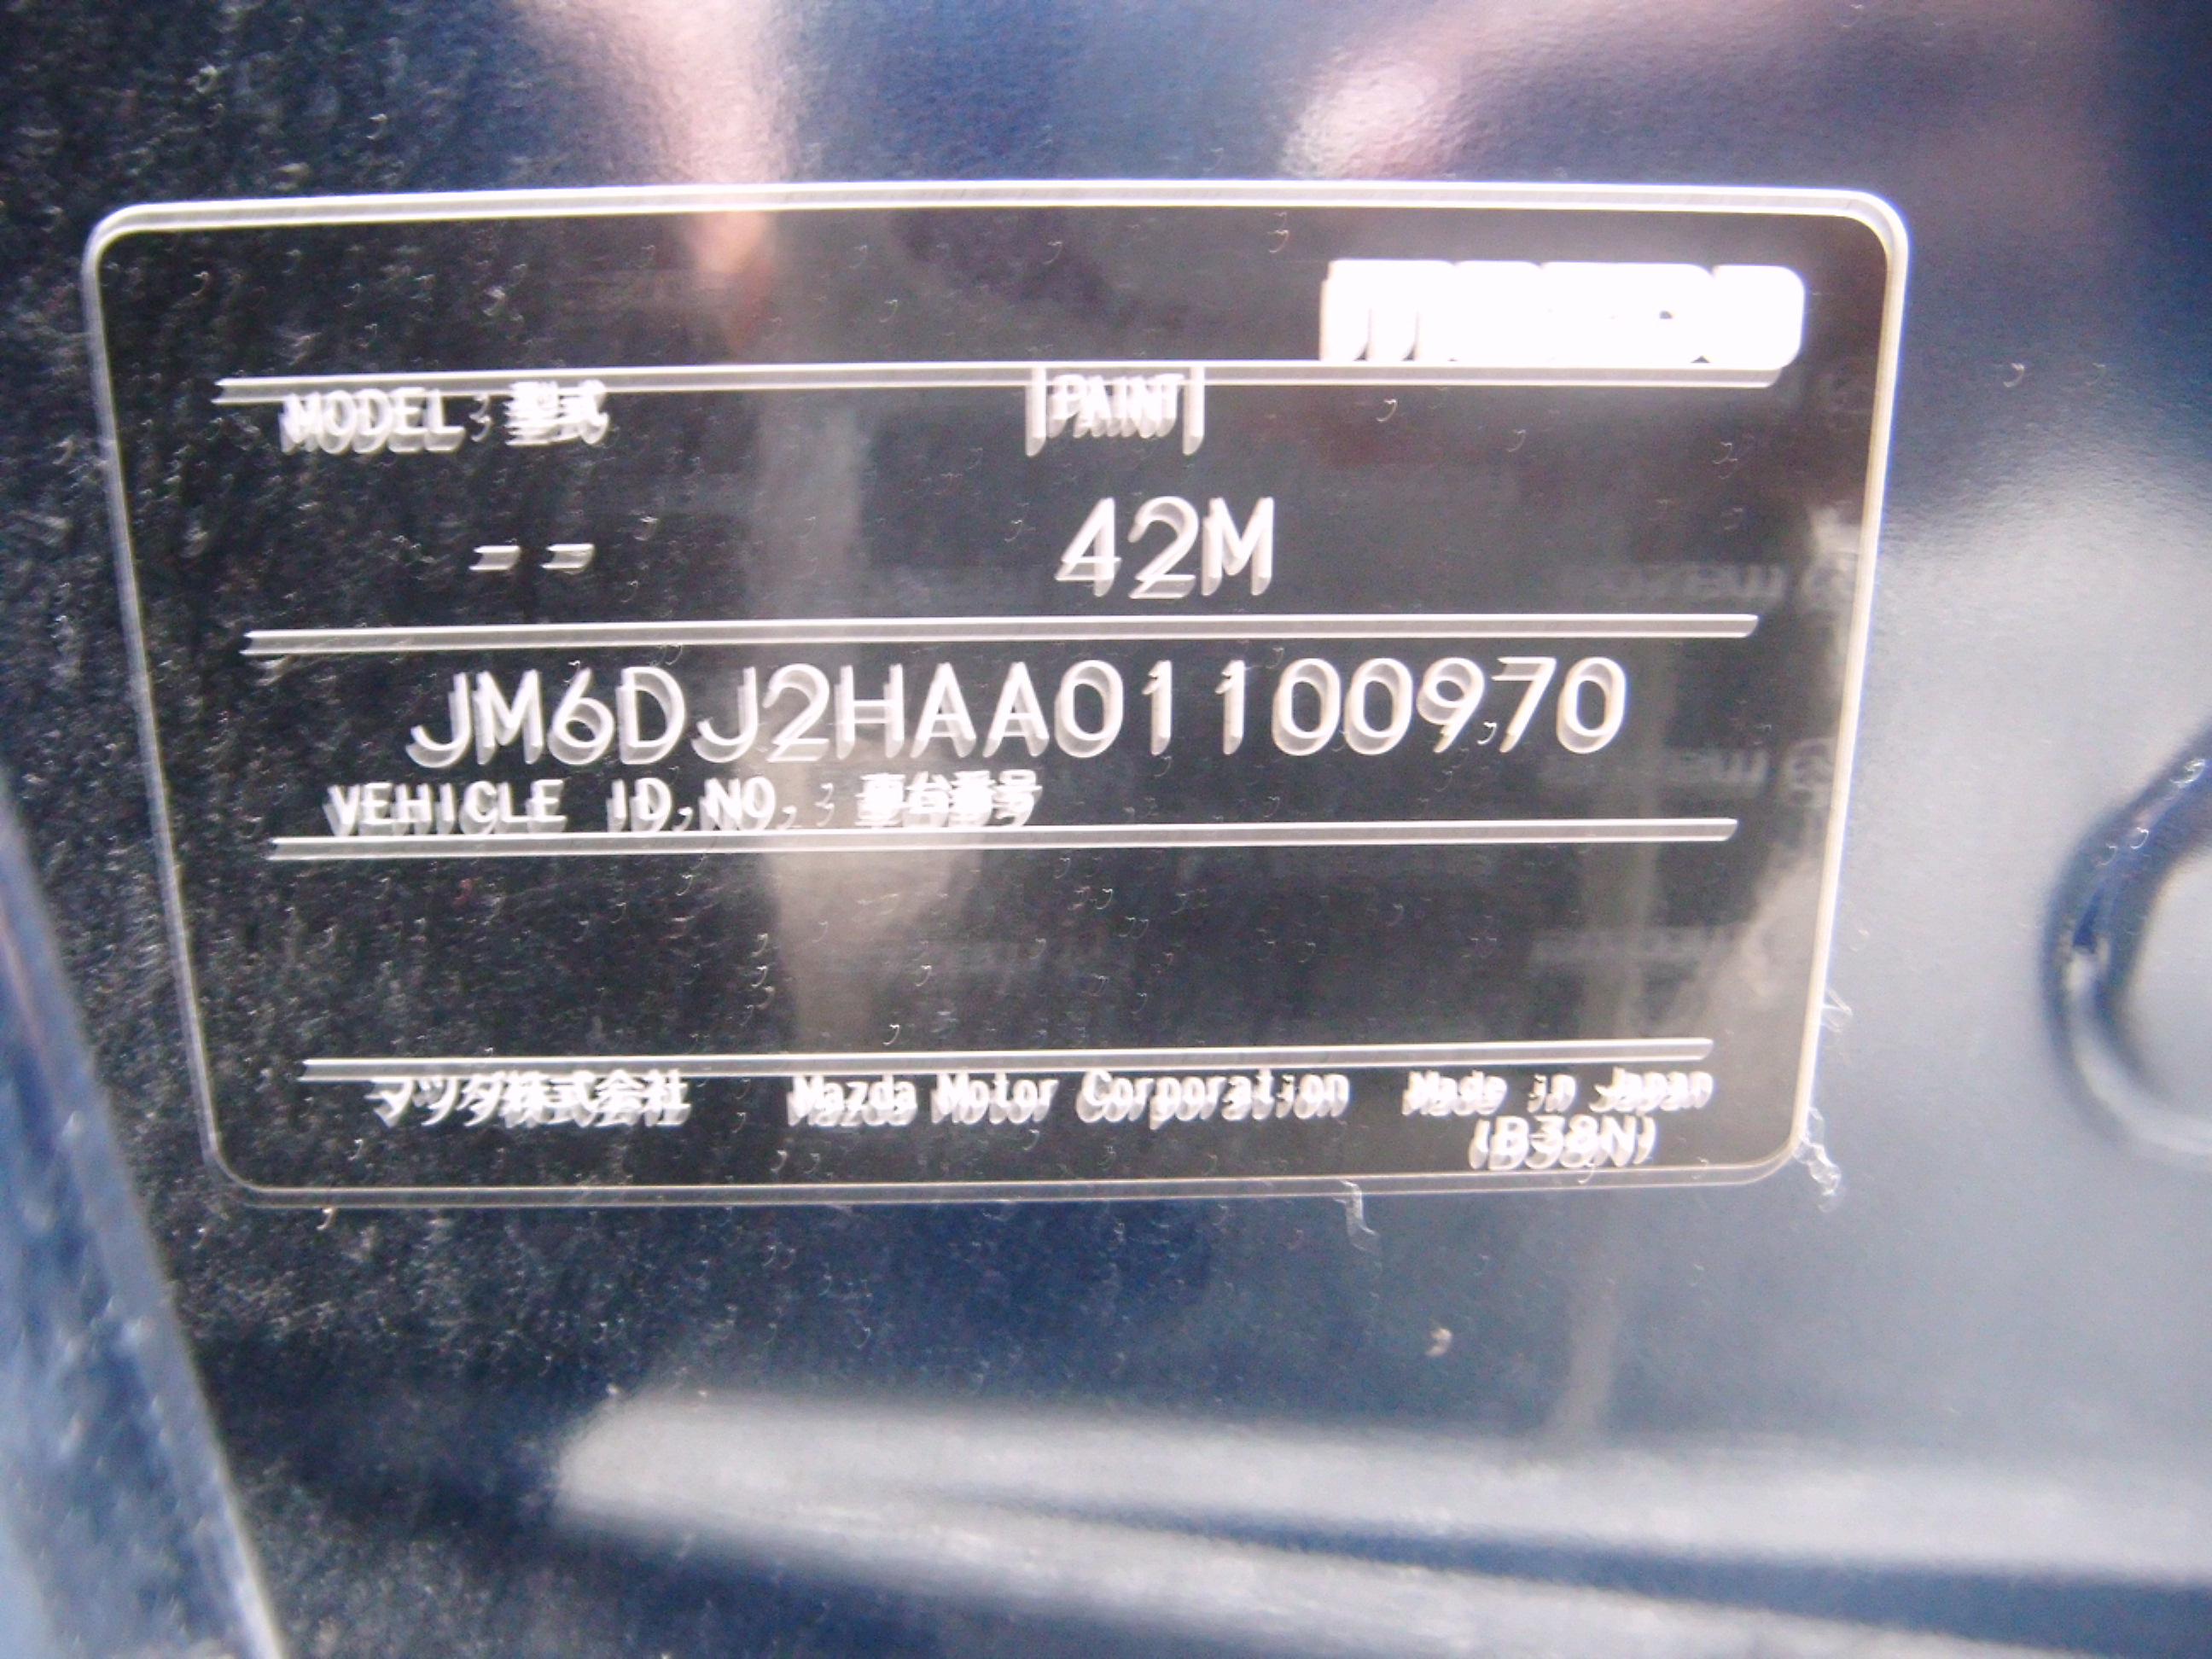 mazda
MODEL 型式 PAINT
-- 42M
JM6DJ2HAA01100970
VEHICLE ID.NO. 車台番号
マツダ株式会社 Mazda Motor Corporation Made in Japan
(B38N)